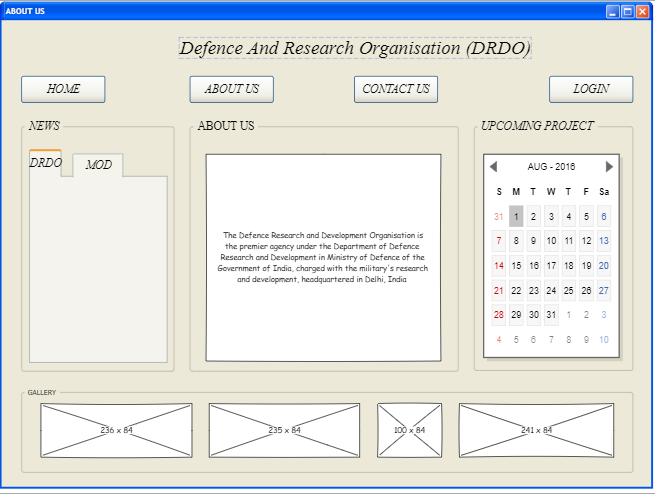 ABOUT US
Defence And Research Organisation (DRDO)
HOME
ABOUT US
CONTACT US
LOGIN
NEWS
DRDO
MOD
ABOUT US
The Defence Research and Development Organisation is
the premier agency under the Department of Defence
Research and Development in Ministry of Defence of the
Government of India, charged with the military's research
and development, headquartered in Delhi, India
UPCOMING PROJECT
AUG - 2016
S M T W T F Sa
31 1 2 3 4 5 6
7 8 9 10 11 12 13
14 15 16 17 18 19 20
21 22 23 24 25 26 27
28 29 30 31 1 2 3
4 5 6 7 8 9 10
GALLERY
236 x 84
235 x 84
100 x 84
241 x 84